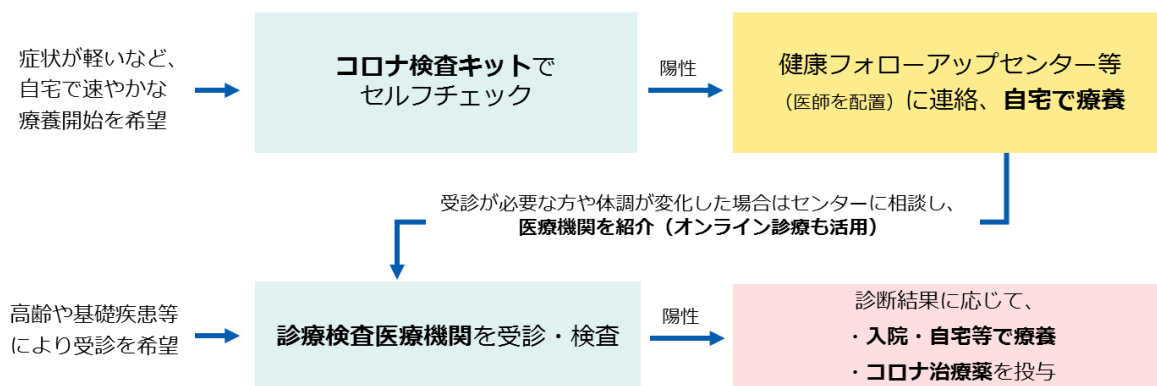 症状が軽いなど、
自宅で速やかな
療養開始を希望
コロナ検査キットで
セルフチェック
陽性
健康フォローアップセンター等
（医師を配置）に連絡、自宅で療養
受診が必要な方や体調が変化した場合はセンターに相談し、
医療機関を紹介（オンライン診療も活用）
高齢や基礎疾患等
により受診を希望
診療検査医療機関を受診・検査
陽性
診断結果に応じて、
・入院・自宅等で療養
・コロナ治療薬を投与